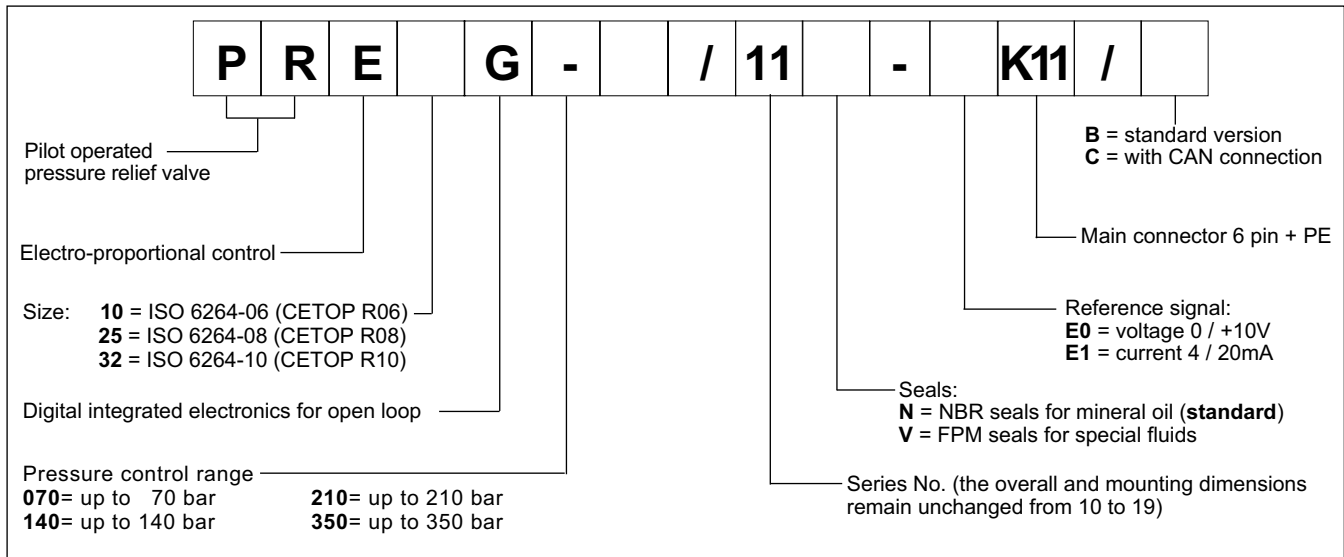 P R E G - / 11 - K11 /
Pilot operated
pressure relief valve
B = standard version
C = with CAN connection
Electro-proportional control
Main connector 6 pin + PE
Size: 10 = ISO 6264-06 (CETOP R06)
25 = ISO 6264-08 (CETOP R08)
32 = ISO 6264-10 (CETOP R10)
Reference signal:
E0 = voltage 0 / +10V
E1 = current 4 / 20mA
Digital integrated electronics for open loop
Seals:
N = NBR seals for mineral oil (standard)
V = FPM seals for special fluids
Pressure control range
070= up to 70 bar 210= up to 210 bar
140= up to 140 bar 350= up to 350 bar
Series No. (the overall and mounting dimensions
remain unchanged from 10 to 19)